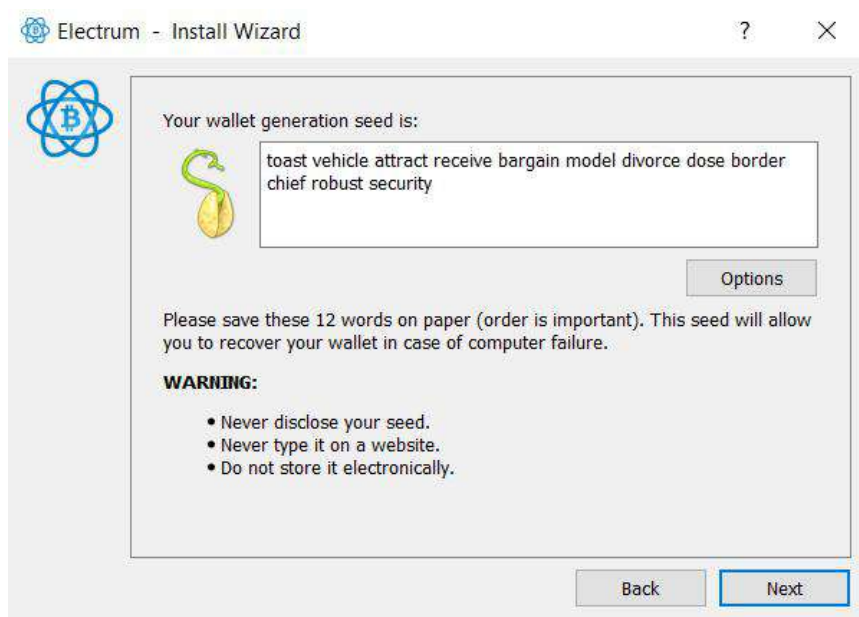 Electrum - Install Wizard
?
Your wallet generation seed is:
toast vehicle attract receive bargain model divorce dose border
chief robust security
Options
Please save these 12 words on paper (order is important). This seed will allow
you to recover your wallet in case of computer failure.
WARNING:
• Never disclose your seed.
• Never type it on a website.
• Do not store it electronically.
Back
Next